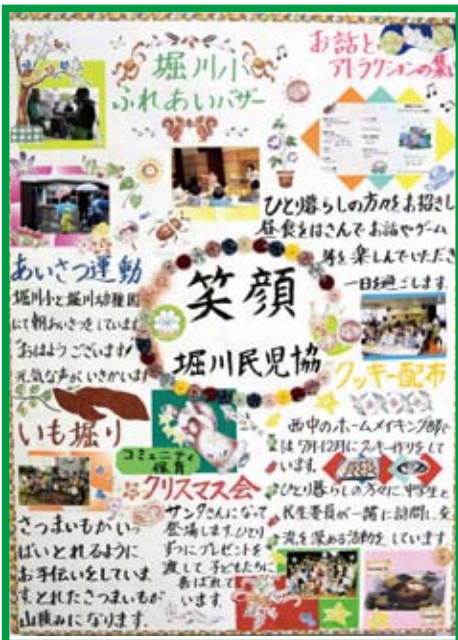 堀川小
ふれあいバザー
お話と
アトラクションの集い
ひとり暮らしの方々をお招きし
昼食をはさんでお話やゲーム
等を楽しんでいただき
一日を過ごします。
あいさつ運動
堀川小と堀川幼稚園
にて朝あいさつをしています
おはようございます!
元気な声がいきかいます
笑顔
堀川民児協
クッキー配布
西中のホームメイキング部で
は7月・12月にクッキー作りをして
います。
ひとり暮らしの方々に中学生と
民生委員が一緒に訪問し、交
流を深める活動をしています。
いも掘り
さつまいもがいっ
ぱいとれるように
お手伝いをしていま
す。とれたさつまいもが
山積みになります。
コミュニティ
保育
クリスマス会
サンタさんになって
登場します。ひとり
ずつにプレゼントを
渡して、子どもたちに
喜ばれて
います。